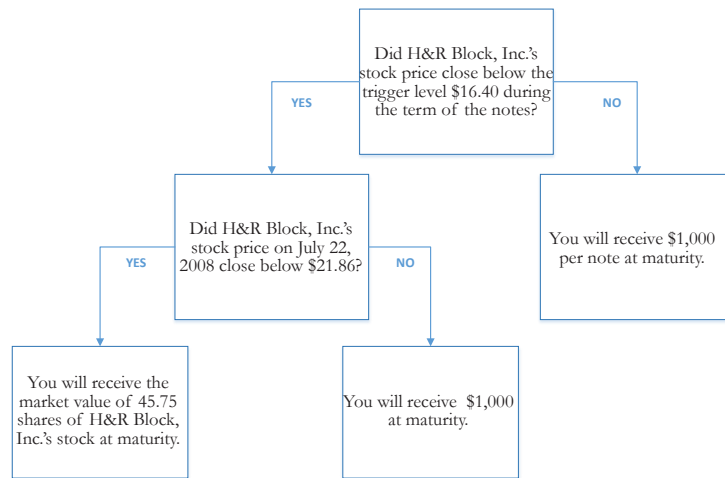 Did H&R Block, Inc.'s
stock price close below the
trigger level $16.40 during
the term of the notes?
YES
NO
Did H&R Block, Inc.'s
stock price on July 22,
2008 close below $21.86?
You will receive $1,000
per note at maturity.
YES
NO
You will receive the
market value of 45.75
shares of H&R Block,
Inc.'s stock at maturity.
You will receive $1,000
at maturity.